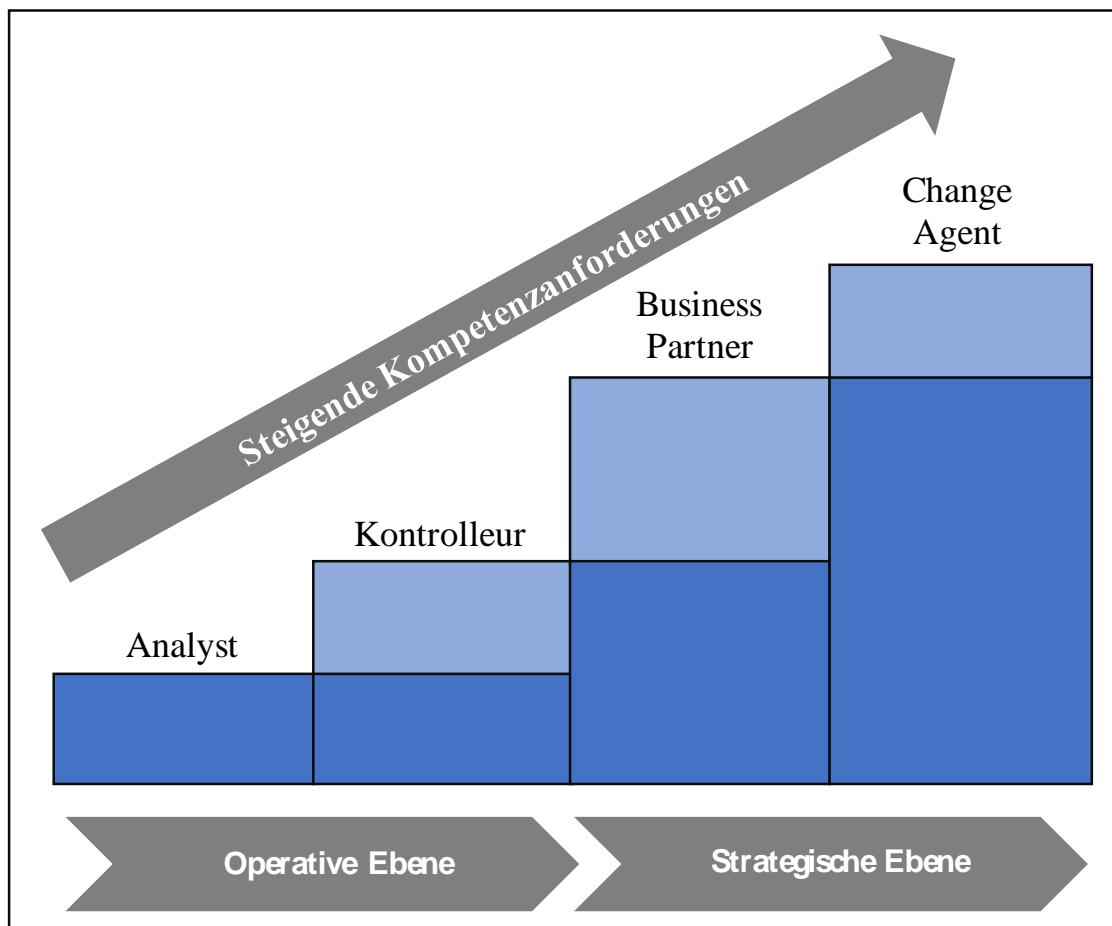 Steigende Kompetenzanforderungen
Change
Agent
Business
Partner
Kontrolleur
Analyst
Operative Ebene
Strategische Ebene